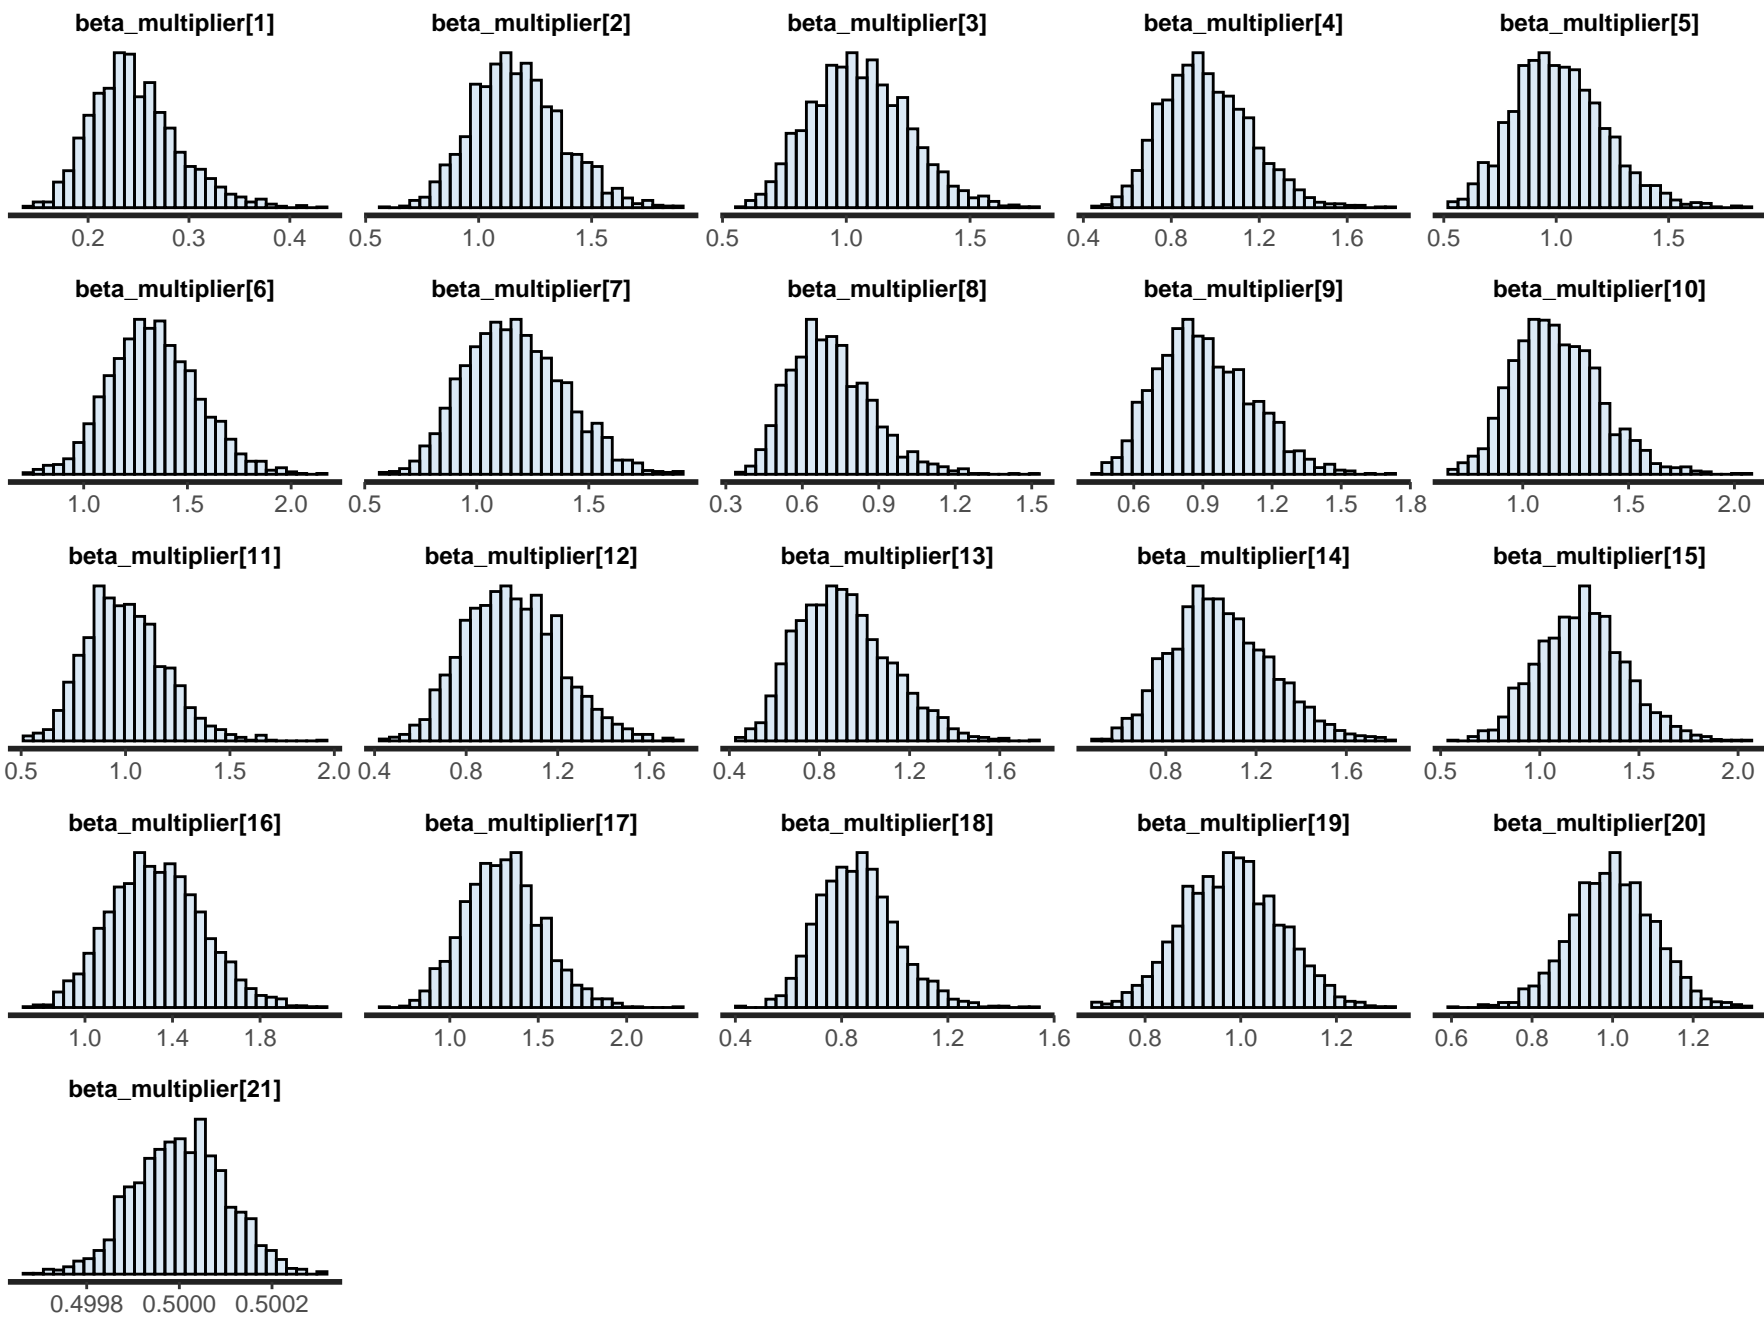 beta_multiplier[1] beta_multiplier[2] beta_multiplier[3] beta_multiplier[4] beta_multiplier[5]
0.2 0.3 0.4 0.5 1.0 1.5 0.5 1.0 1.5 0.4 0.8 1.2 1.6 0.5 1.0 1.5
beta_multiplier[6] beta_multiplier[7] beta_multiplier[8] beta_multiplier[9] beta_multiplier[10]
1.0 1.5 2.0 0.5 1.0 1.5 0.3 0.6 0.9 1.2 1.5 0.6 0.9 1.2 1.5 1.8 1.0 1.5 2.0
beta_multiplier[11] beta_multiplier[12] beta_multiplier[13] beta_multiplier[14] beta_multiplier[15]
0.5 1.0 1.5 2.0 0.4 0.8 1.2 1.6 0.4 0.8 1.2 1.6 0.8 1.2 1.6 0.5 1.0 1.5 2.0
beta_multiplier[16] beta_multiplier[17] beta_multiplier[18] beta_multiplier[19] beta_multiplier[20]
1.0 1.4 1.8 1.0 1.5 2.0 0.4 0.8 1.2 1.6 0.8 1.0 1.2 0.6 0.8 1.0 1.2
beta_multiplier[21]
0.4998 0.5000 0.5002